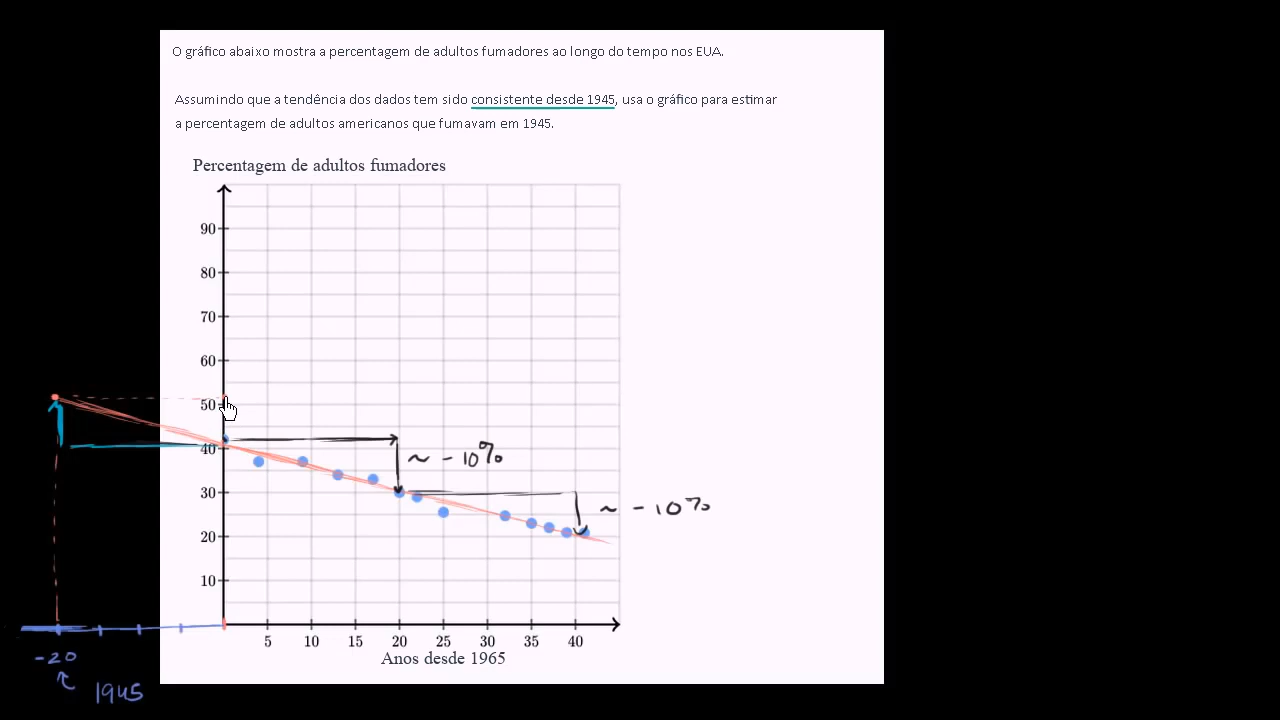 O gráfico abaixo mostra a percentagem de adultos fumadores ao longo do tempo nos EUA.
Assumindo que a tendência dos dados tem sido consistente desde 1945, usa o gráfico para estimar
a percentagem de adultos americanos que fumavam em 1945.
Percentagem de adultos fumadores
90
80
70
60
50
40
30
20
10
~ -10%
~ -10%
5 10 15 20 25 30 35 40
Anos desde 1965
-20
1945